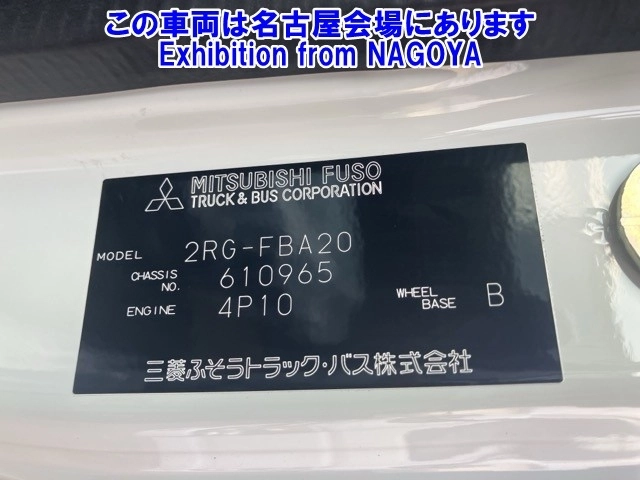 この車両は名古屋会場にあります
Exhibition from NAGOYA
MITSUBISHI FUSO
TRUCK & BUS CORPORATION
MODEL 2RG-FBA20
CHASSIS NO. 610965
ENGINE 4P10 WHEEL BASE B
三菱ふそうトラック・バス株式会社